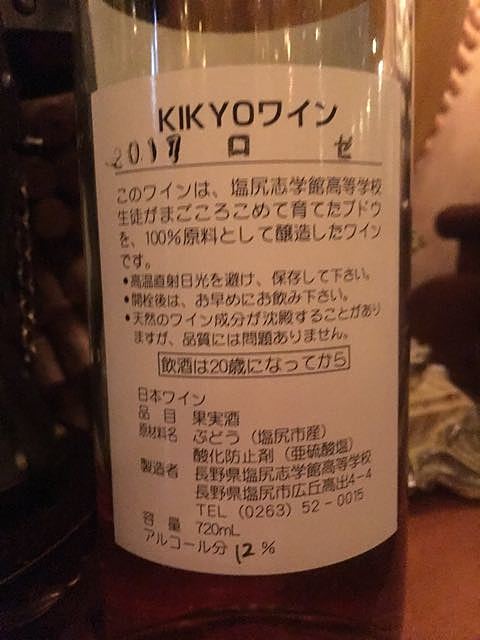 KIKYOワイン
2017 ロゼ
このワインは、塩尻志学館高等学校
生徒がまごころこめて育てたブドウ
を、100%原料として醸造したワイン
です。
•高温直射日光を避け、保存して下さい。
•開栓後は、お早めにお飲み下さい。
•天然のワイン成分が沈殿することがあり
ますが、品質には問題ありません。
飲酒は20歳になってから
日本ワイン
品目 果実酒
原材料名 ぶどう(塩尻市産)
酸化防止剤(亜硫酸塩)
製造者 長野県塩尻志学館高等学校
長野県塩尻市広丘高出4-4
TEL (0263) 52-0015
容量 720mL
アルコール分 12%